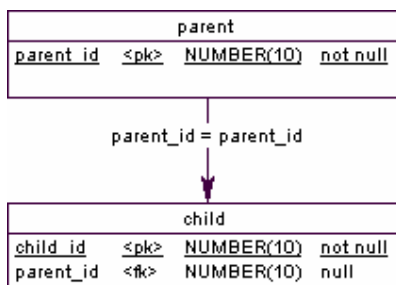 parent
parent_id <pk> NUMBER(10) not null
parent_id = parent_id
child
child_id <pk> NUMBER(10) not null
parent_id <fk> NUMBER(10) null